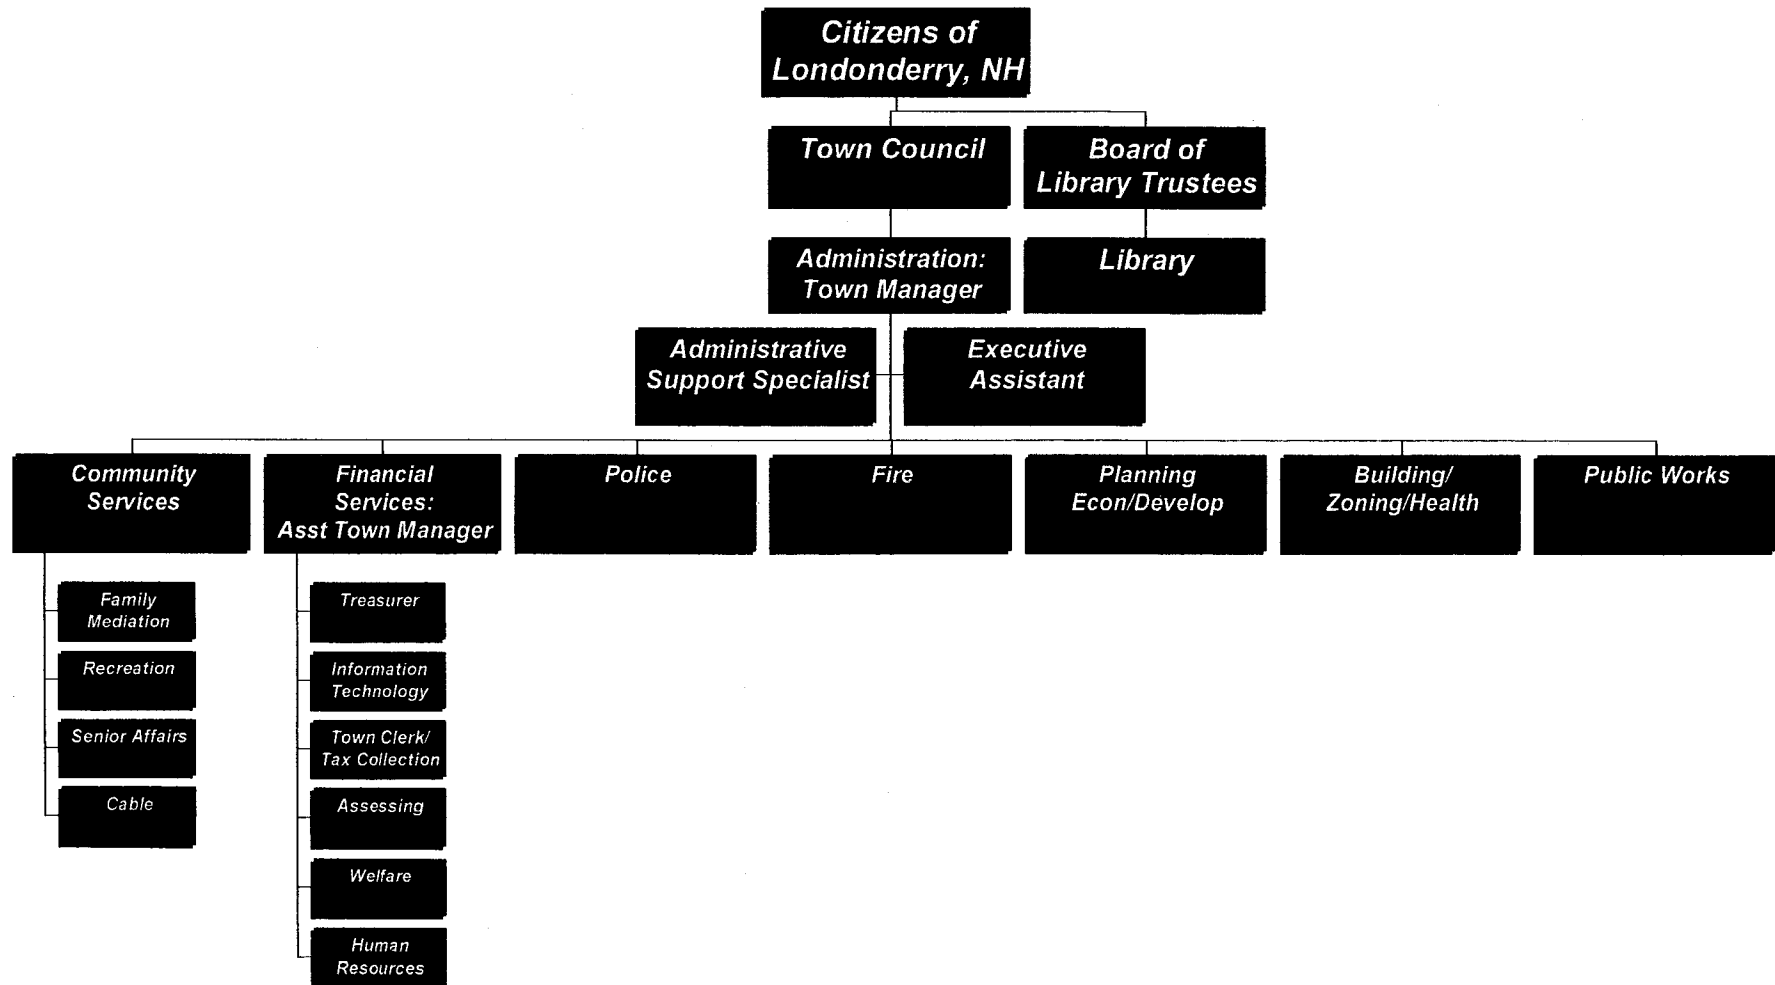 Citizens of
Londonderry, NH
Town Council
Board of
Library Trustees
Administration:
Town Manager
Library
Administrative
Support Specialist
Executive
Assistant
Community
Services
Financial
Services:
Asst Town Manager
Police
Fire
Planning
Econ/Develop
Building/
Zoning/Health
Public Works
Family
Mediation
Recreation
Senior Affairs
Cable
Treasurer
Information
Technology
Town Clerk/
Tax Collection
Assessing
Welfare
Human
Resources